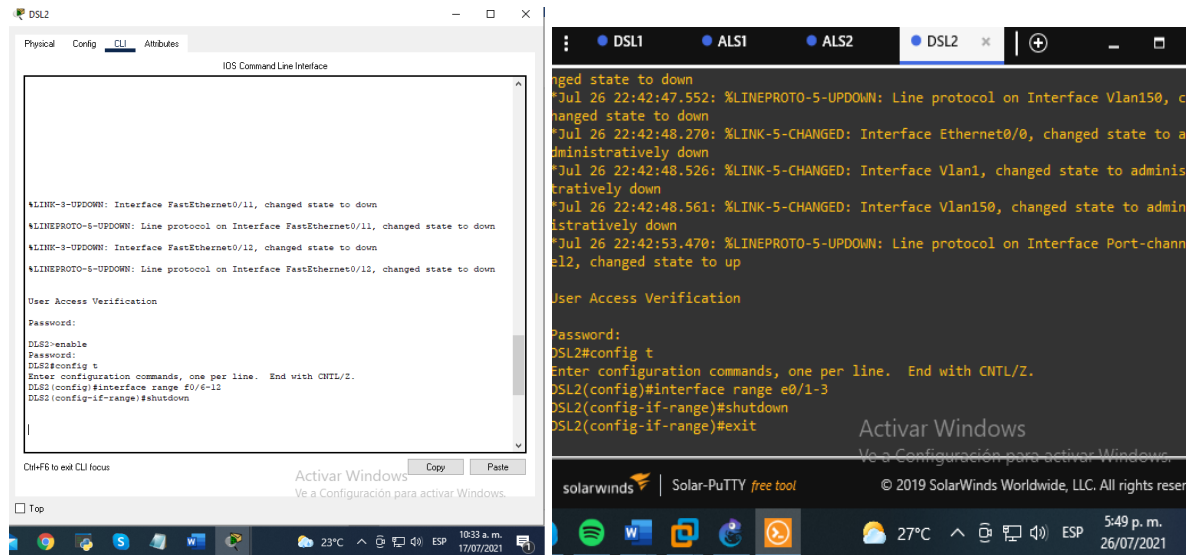 DSL2
Physical Config CLI Attributes
IOS Command Line Interface
%LINK-3-UPDOWN: Interface FastEthernet0/11, changed state to down
%LINEPROTO-5-UPDOWN: Line protocol on Interface FastEthernet0/11, changed state to down
%LINK-3-UPDOWN: Interface FastEthernet0/12, changed state to down
%LINEPROTO-5-UPDOWN: Line protocol on Interface FastEthernet0/12, changed state to down
User Access Verification
Password:
DLS2>enable
Password:
DLS2#config t
Enter configuration commands, one per line. End with CNTL/Z.
DLS2(config)#interface range f0/6-12
DLS2(config-if-range)#shutdown
Ctrl+F6 to exit CLI focus
Copy Paste
Activar Windows
Ve a Configuración para activar Windows.
Top
23°C ESP 10:33 a. m.
17/07/2021
DSL1 ALS1 ALS2 DSL2
nged state to down
*Jul 26 22:42:47.552: %LINEPROTO-5-UPDOWN: Line protocol on Interface Vlan150, c
hanged state to down
*Jul 26 22:42:48.270: %LINK-5-CHANGED: Interface Ethernet0/0, changed state to a
dministratively down
*Jul 26 22:42:48.526: %LINK-5-CHANGED: Interface Vlan1, changed state to adminis
tratively down
*Jul 26 22:42:48.561: %LINK-5-CHANGED: Interface Vlan150, changed state to admin
istratively down
*Jul 26 22:42:53.470: %LINEPROTO-5-UPDOWN: Line protocol on Interface Port-chann
el2, changed state to up
User Access Verification
Password:
DSL2#config t
Enter configuration commands, one per line. End with CNTL/Z.
DSL2(config)#interface range e0/1-3
DSL2(config-if-range)#shutdown
DSL2(config-if-range)#exit
Activar Windows
Ve a Configuración para activar Windows.
solarwinds Solar-PuTTY free tool © 2019 SolarWinds Worldwide, LLC. All rights reser
27°C ESP 5:49 p. m.
26/07/2021